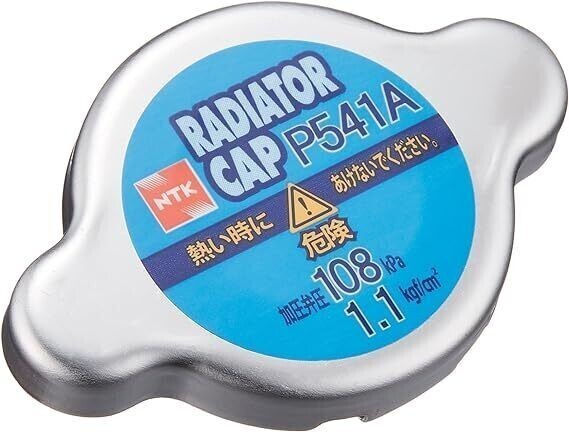 RADIATOR
CAP P541A
NTK
熱い時に あけないでください。
危険
加圧弁圧 108 kPa
1.1 kgf/cm²